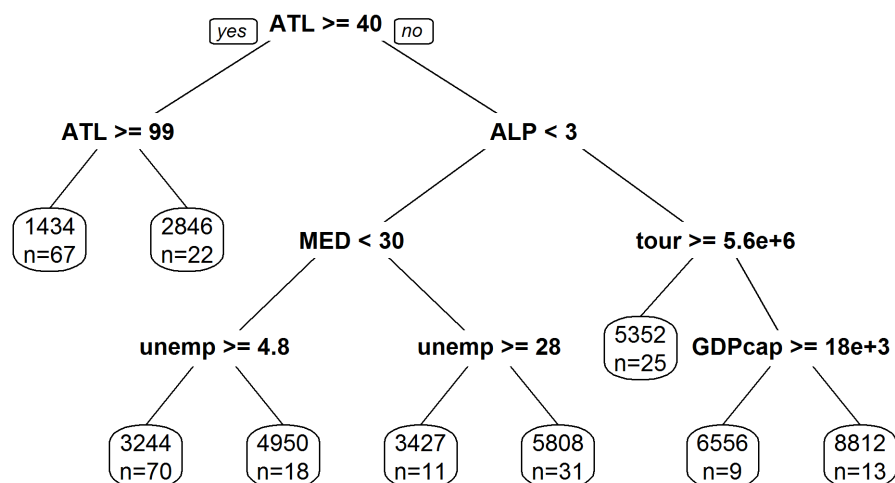 yes ATL >= 40 no
ATL >= 99 ALP < 3
1434 2846
n=67 n=22
MED < 30 tour >= 5.6e+6
unemp >= 4.8 unemp >= 28 5352 GDPcap >= 18e+3
n=25
3244 4950 3427 5808 6556 8812
n=70 n=18 n=11 n=31 n=9 n=13